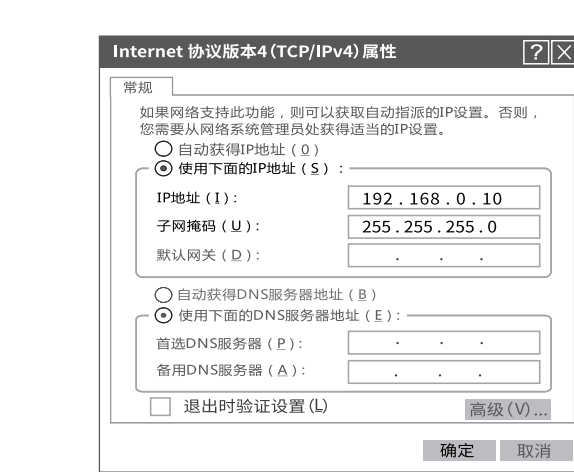 Internet 协议版本4(TCP/IPv4)属性 ? X
常规
如果网络支持此功能，则可以获取自动指派的IP设置。否则，
您需要从网络系统管理员处获得适当的IP设置。
自动获得IP地址(O)
使用下面的IP地址(S)：
IP地址(I)： 192.168.0.10
子网掩码(U)： 255.255.255.0
默认网关(D)： . . .
自动获得DNS服务器地址(B)
使用下面的DNS服务器地址(E)：
首选DNS服务器(P)： . . .
备用DNS服务器(A)： . . .
退出时验证设置(L) 高级(V)...
确定 取消